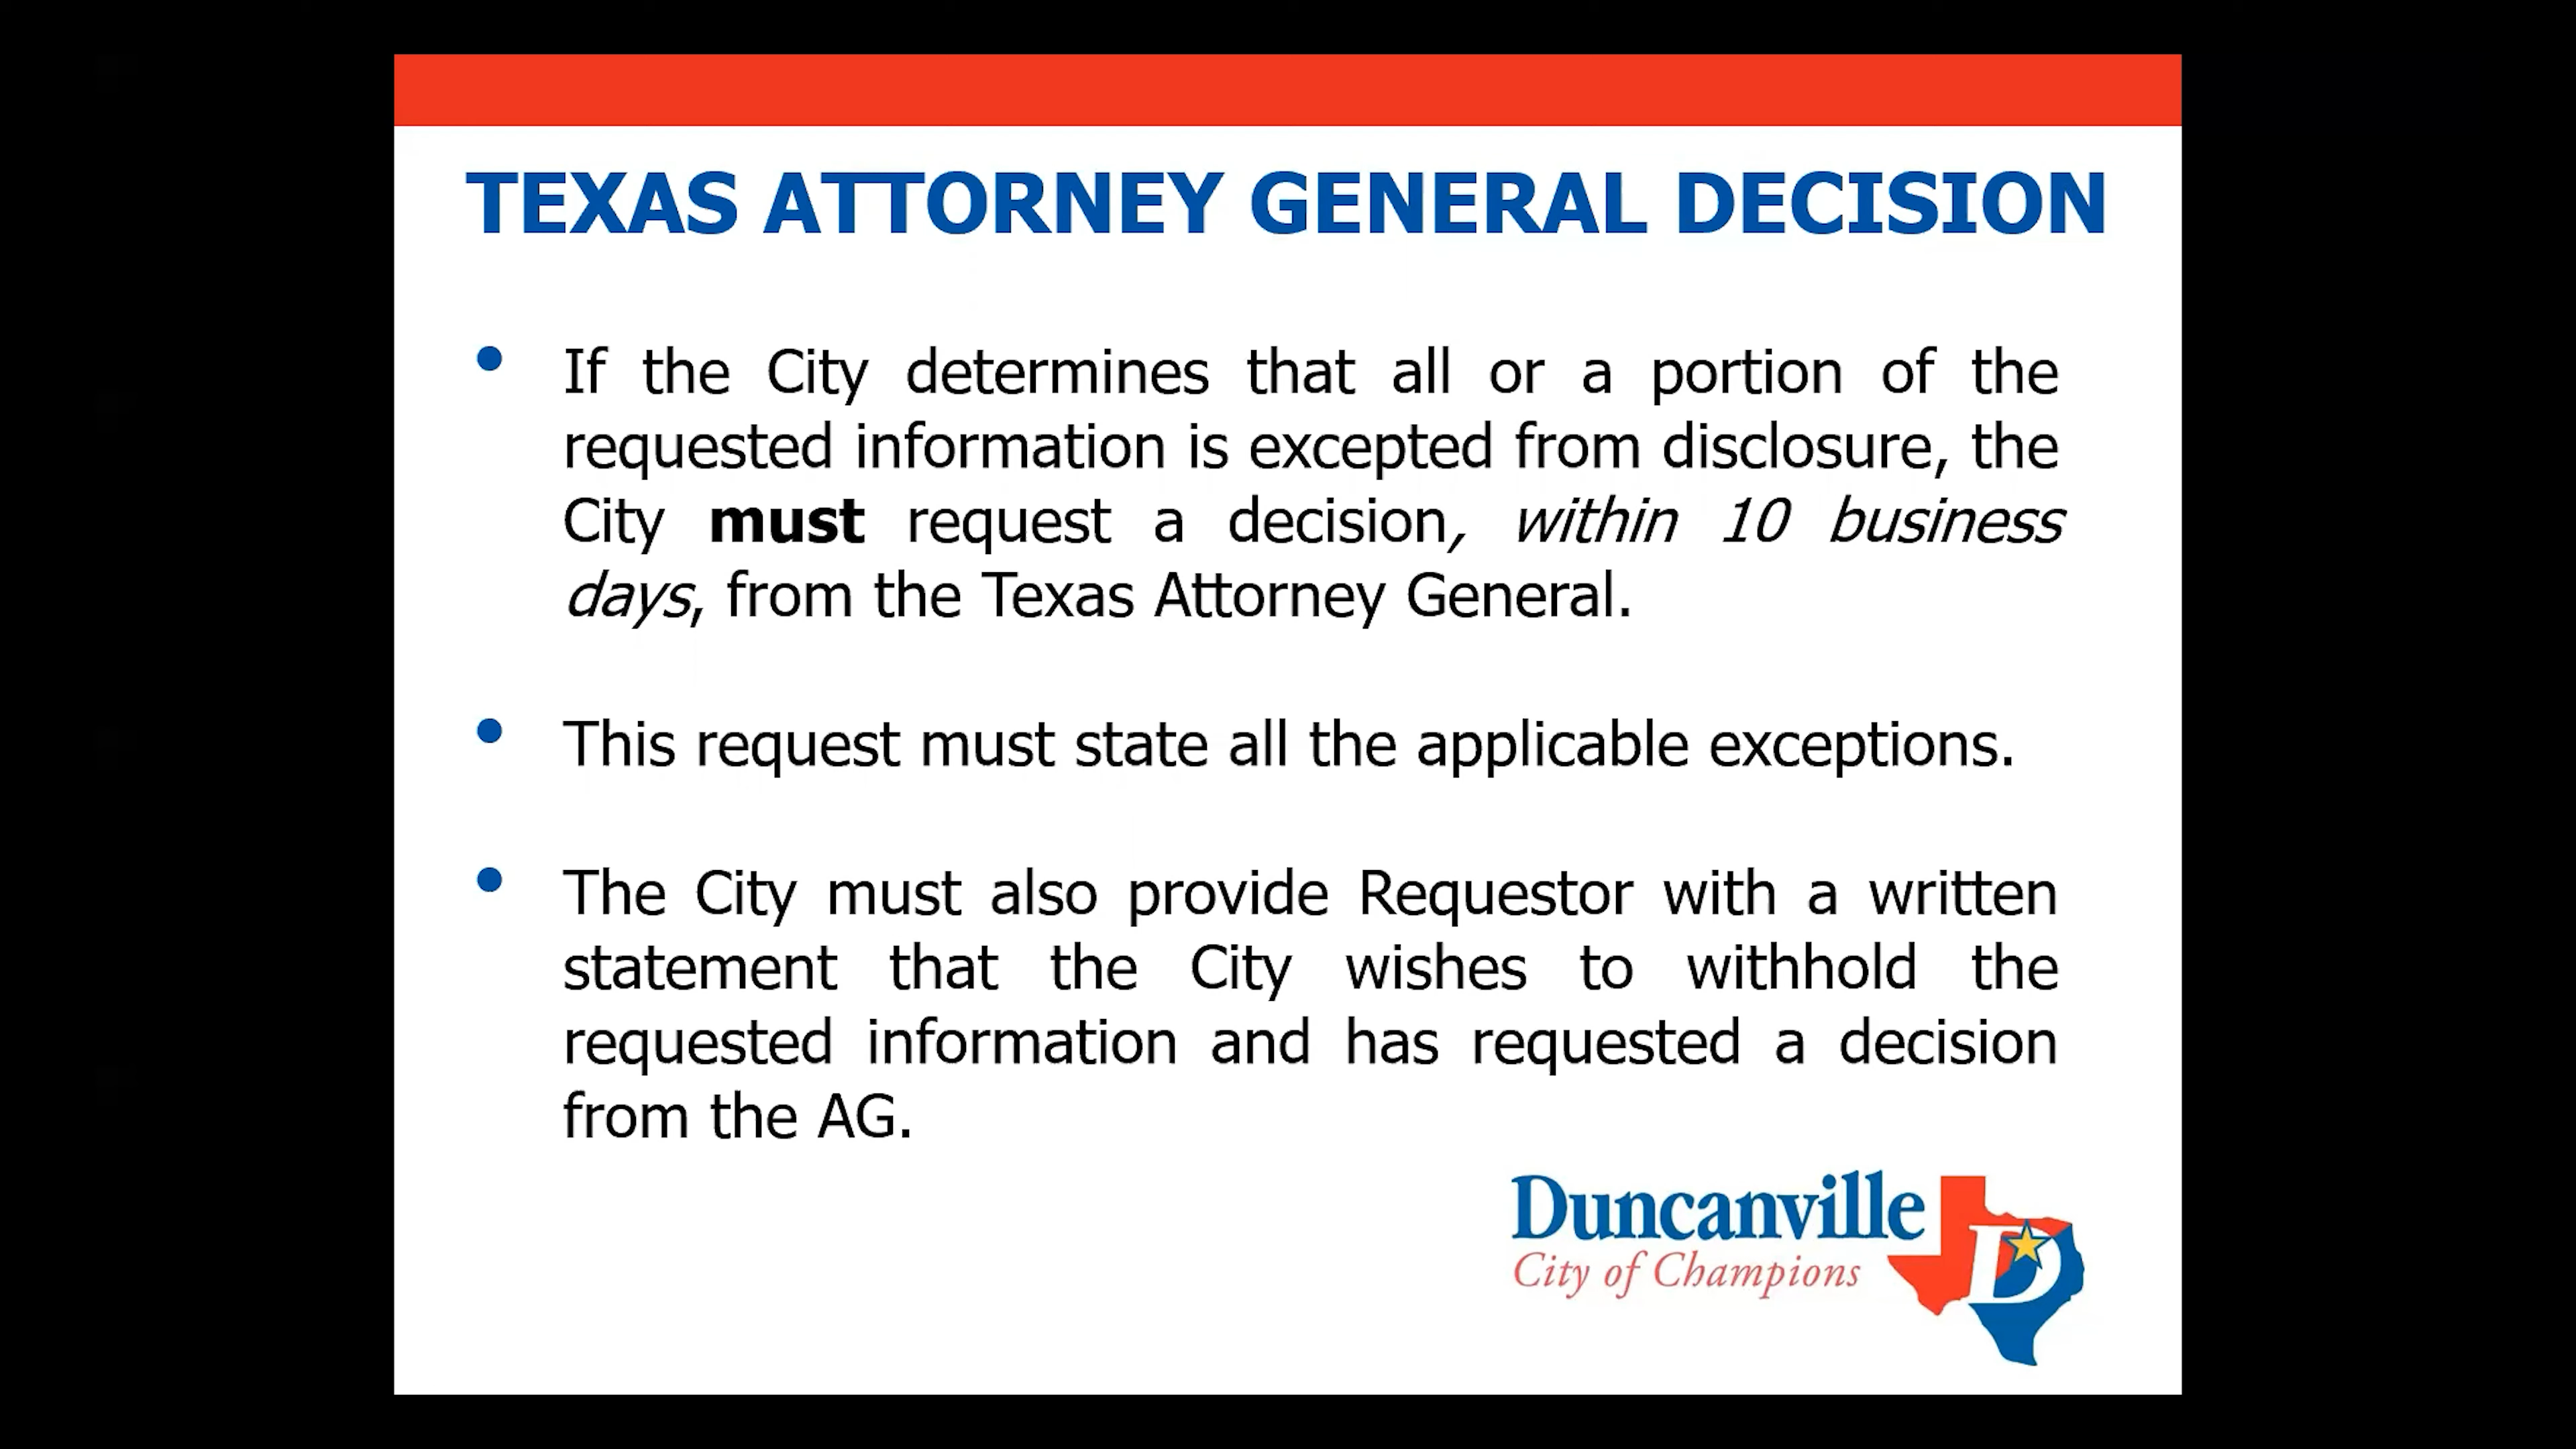 TEXAS ATTORNEY GENERAL DECISION
• If the City determines that all or a portion of the
requested information is excepted from disclosure, the
City must request a decision, within 10 business
days, from the Texas Attorney General.
• This request must state all the applicable exceptions.
• The City must also provide Requestor with a written
statement that the City wishes to withhold the
requested information and has requested a decision
from the AG.
Duncanville
City of Champions
D